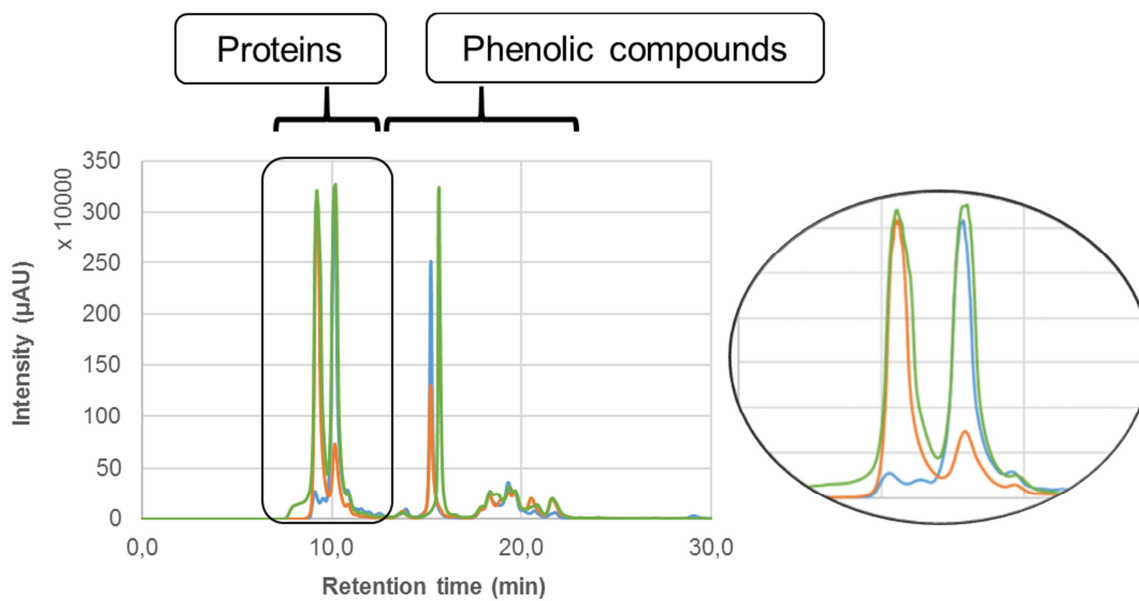 Proteins
Phenolic compounds
350
300
250
200
150
100
50
0
x 10000
Intensity (µAU)
0,0
10,0
20,0
30,0
Retention time (min)